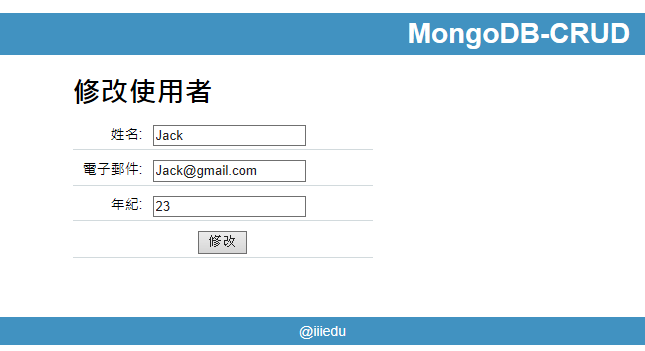 MongoDB-CRUD
修改使用者
姓名: Jack
電子郵件: Jack@gmail.com
年紀: 23
修改
@iiiedu